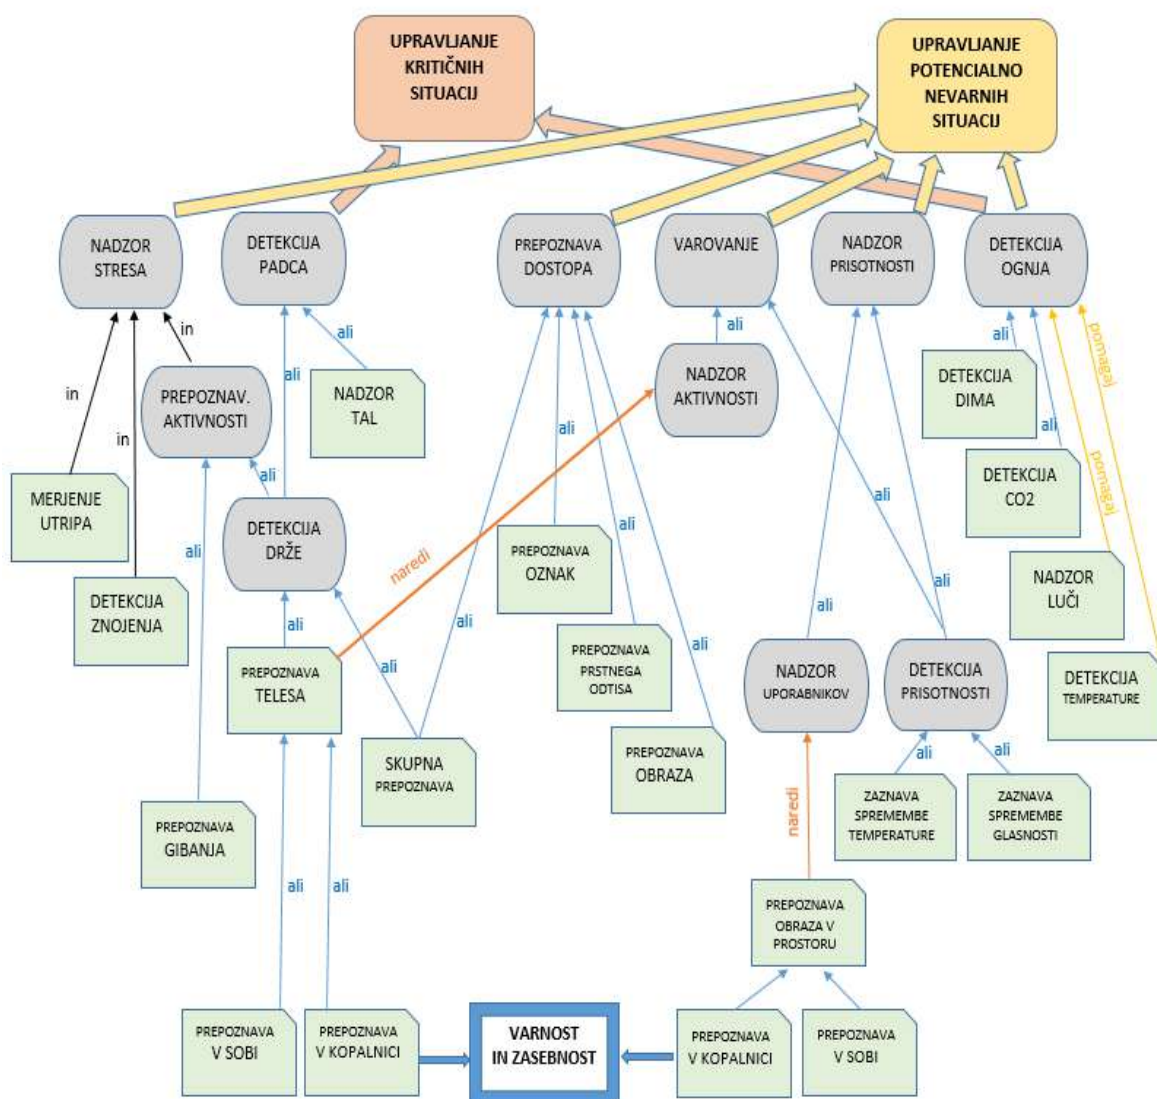 UPRAVLJANJE
KRITIČNIH
SITUACIJ
UPRAVLJANJE
POTENCIALNO
NEVARNIH
SITUACIJ
NADZOR
STRESA
DETEKCIJA
PADCA
PREPOZNAVA
DOSTOPA
VAROVANJE
NADZOR
PRISOTNOSTI
DETEKCIJA
OGNJA
in
ali
ali
ali
pomagaj
PREPOZNAV.
AKTIVNOSTI
NADZOR
TAL
NADZOR
AKTIVNOSTI
DETEKCIJA
DIMA
in
in
ali
ali
ali
ali
pomagaj
MERJENJE
UTRIPA
DETEKCIJA
DRŽE
DETEKCIJA
CO2
ali
naredi
PREPOZNAVA
OZNAK
ali
ali
DETEKCIJA
ZNOJENJA
NADZOR
LUČI
ali
ali
ali
ali
ali
ali
ali
PREPOZNAVA
TELESA
PREPOZNAVA
PRSTNEGA
ODTISA
NADZOR
UPORABNIKOV
DETEKCIJA
PRISOTNOSTI
DETEKCIJA
TEMPERATURE
SKUPNA
PREPOZNAVA
PREPOZNAVA
OBRAZA
ali
ali
naredi
ZAZNAVA
SPREMEMBE
TEMPERATURE
ZAZNAVA
SPREMEMBE
GLASNOSTI
PREPOZNAVA
GIBANJA
ali
ali
PREPOZNAVA
OBRAZA V
PROSTORU
PREPOZNAVA
V SOBI
PREPOZNAVA
V KOPALNICI
VARNOST
IN ZASEBNOST
PREPOZNAVA
V KOPALNICI
PREPOZNAVA
V SOBI